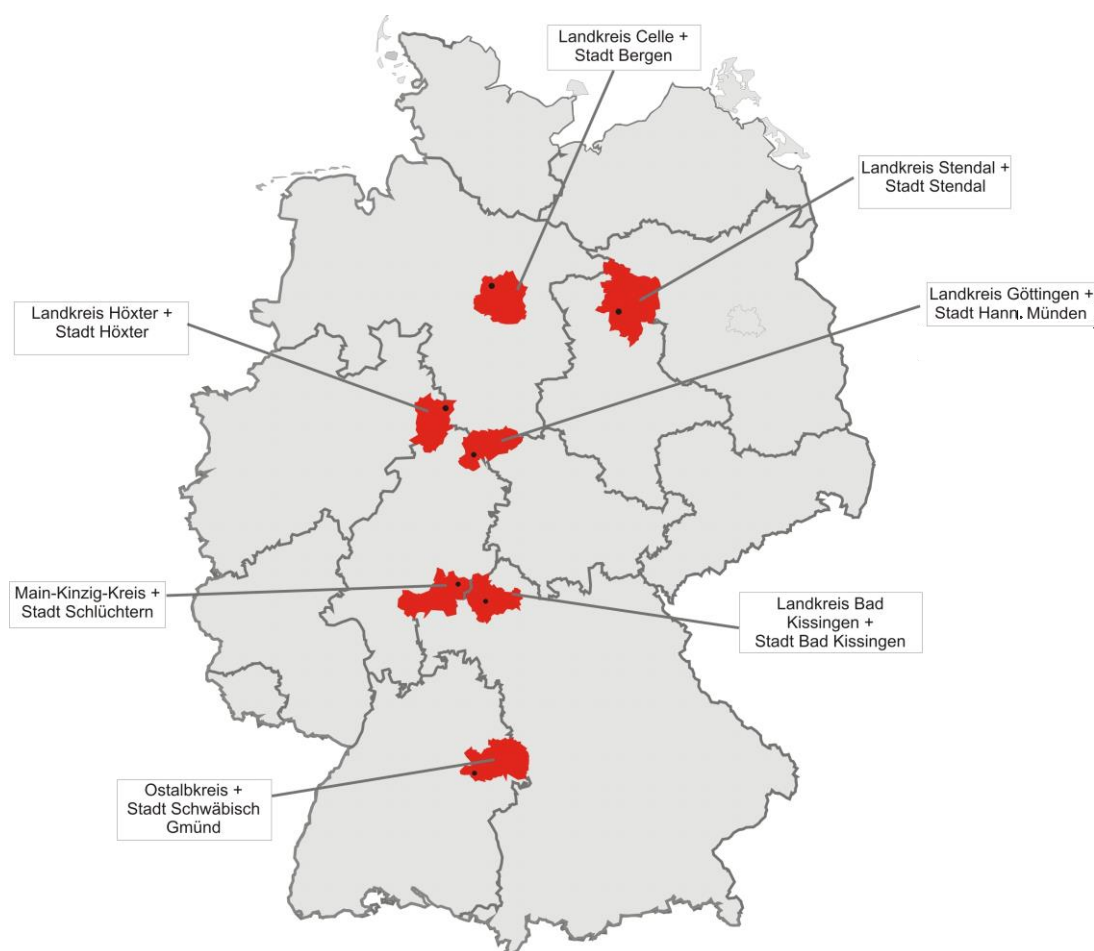 Landkreis Celle +
Stadt Bergen
Landkreis Stendal +
Stadt Stendal
Landkreis Göttingen +
Stadt Hann. Münden
Landkreis Höxter +
Stadt Höxter
Main-Kinzig-Kreis +
Stadt Schlüchtern
Landkreis Bad
Kissingen +
Stadt Bad Kissingen
Ostalbkreis +
Stadt Schwäbisch
Gmünd